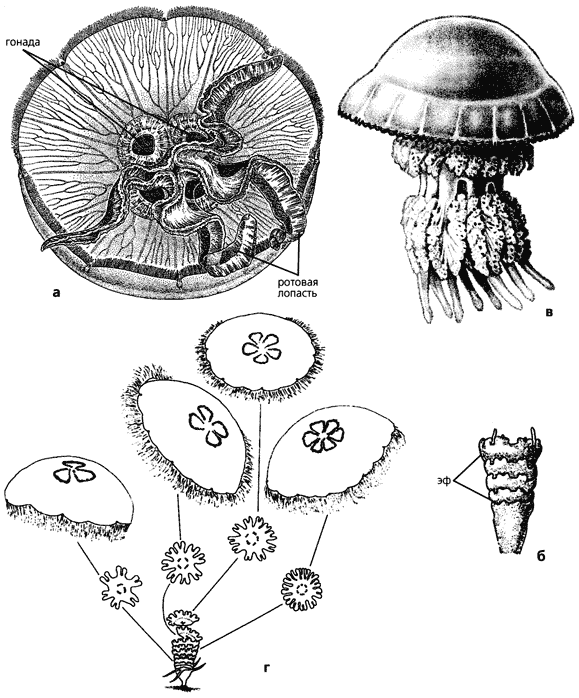 гонада
ротовая
лопасть
а
в
эф
б
г